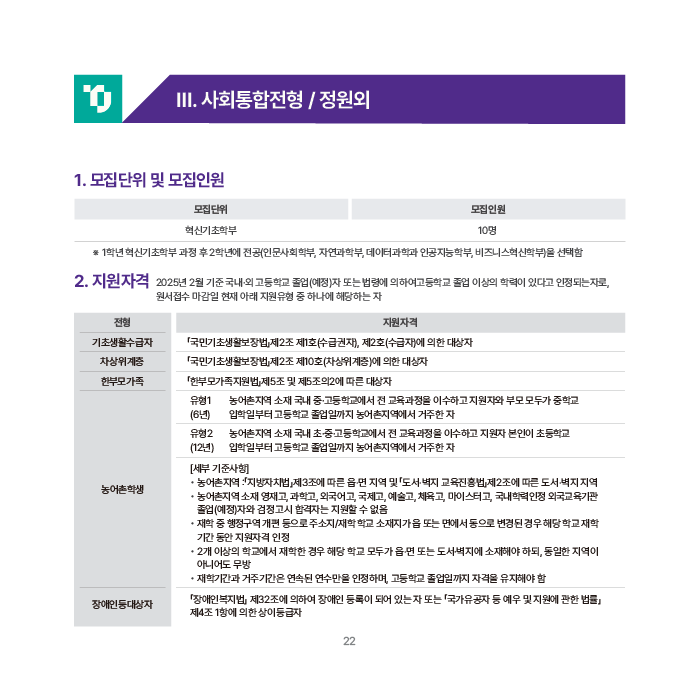 III. 사회통합전형 / 정원외
1. 모집단위 및 모집인원
모집단위 모집인원
혁신기초학부 10명
※ 1학년 혁신기초학부 과정 후 2학년에 전공(인문사회학부, 자연과학부, 데이터과학과 인공지능학부, 비즈니스혁신학부)을 선택함
2. 지원자격 2025년 2월 기준 국내·외 고등학교 졸업(예정)자 또는 법령에 의하여고등학교 졸업 이상의 학력이 있다고 인정되는자로,
원서접수 마감일 현재 아래 지원유형 중 하나에 해당하는 자
전형 지원자격
기초생활수급자 「국민기초생활보장법」제2조 제1호(수급권자), 제2호(수급자)에 의한 대상자
차상위계층 「국민기초생활보장법」제2조 제10호(차상위계층)에 의한 대상자
한부모가족 「한부모가족지원법」제5조 및 제5조의2에 따른 대상자
유형1 농어촌지역 소재 국내 중·고등학교에서 전 교육과정을 이수하고 지원자와 부모 모두가 중학교
(6년) 입학일부터 고등학교 졸업일까지 농어촌지역에서 거주한 자
유형2 농어촌지역 소재 국내 초·중·고등학교에서 전 교육과정을 이수하고 지원자 본인이 초등학교
(12년) 입학일부터 고등학교 졸업일까지 농어촌지역에서 거주한 자
농어촌학생
[세부 기준사항]
• 농어촌지역 :「지방자치법」제3조에 따른 읍·면 지역 및 「도서·벽지 교육진흥법」제2조에 따른 도서·벽지 지역
• 농어촌지역 소재 영재고, 과학고, 외국어고, 국제고, 예술고, 체육고, 마이스터고, 국내학력인정 외국교육기관
졸업(예정)자와 검정고시 합격자는 지원할 수 없음
• 재학 중 행정구역 개편 등으로 주소지/재학 학교 소재지가 읍 또는 면에서 동으로 변경된 경우 해당 학교 재학
기간 동안 지원자격 인정
• 2개 이상의 학교에서 재학한 경우 해당 학교 모두가 읍·면 또는 도서·벽지에 소재해야 하되, 동일한 지역이
아니어도 무방
• 재학기간과 거주기간은 연속된 연수만을 인정하며, 고등학교 졸업일까지 자격을 유지해야 함
장애인등대상자 「장애인복지법」 제32조에 의하여 장애인 등록이 되어 있는 자 또는 「국가유공자 등 예우 및 지원에 관한 법률」
제4조 1항에 의한 상이등급자
22